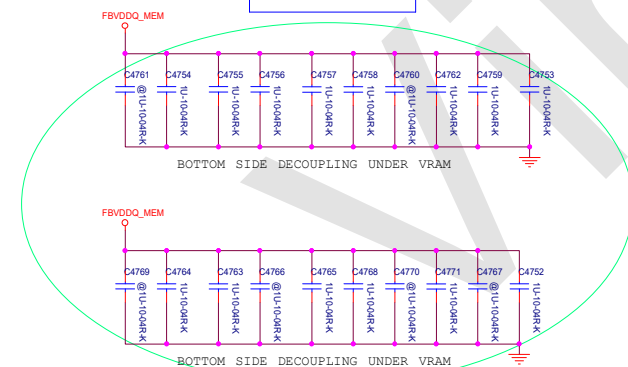 FBVDDQ_MEM
C4761 C4754 C4755 C4756 C4757 C4758 C4760 C4762 C4759 C4753
@1U-10-04R-K 1U-10-04R-K 1U-10-04R-K 1U-10-04R-K 1U-10-04R-K 1U-10-04R-K @1U-10-04R-K 1U-10-04R-K 1U-10-04R-K 1U-10-04R-K
BOTTOM SIDE DECOUPLING UNDER VRAM
FBVDDQ_MEM
C4769 C4764 C4763 C4766 C4765 C4768 C4770 C4771 C4767 C4752
@1U-10-04R-K 1U-10-04R-K 1U-10-04R-K @1U-10-04R-K 1U-10-04R-K 1U-10-04R-K @1U-10-04R-K 1U-10-04R-K @1U-10-04R-K 1U-10-04R-K
BOTTOM SIDE DECOUPLING UNDER VRAM